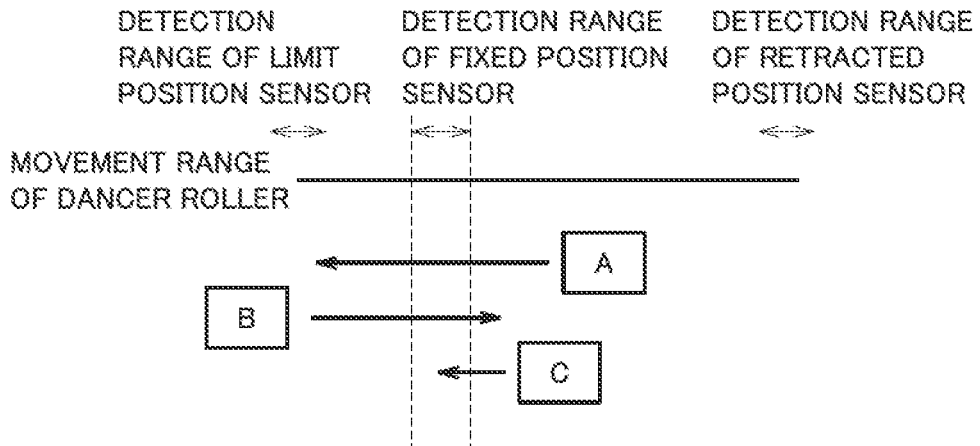 DETECTION
RANGE OF LIMIT
POSITION SENSOR
DETECTION RANGE
OF FIXED POSITION
SENSOR
DETECTION RANGE
OF RETRACTED
POSITION SENSOR
MOVEMENT RANGE
OF DANCER ROLLER
A
B
C